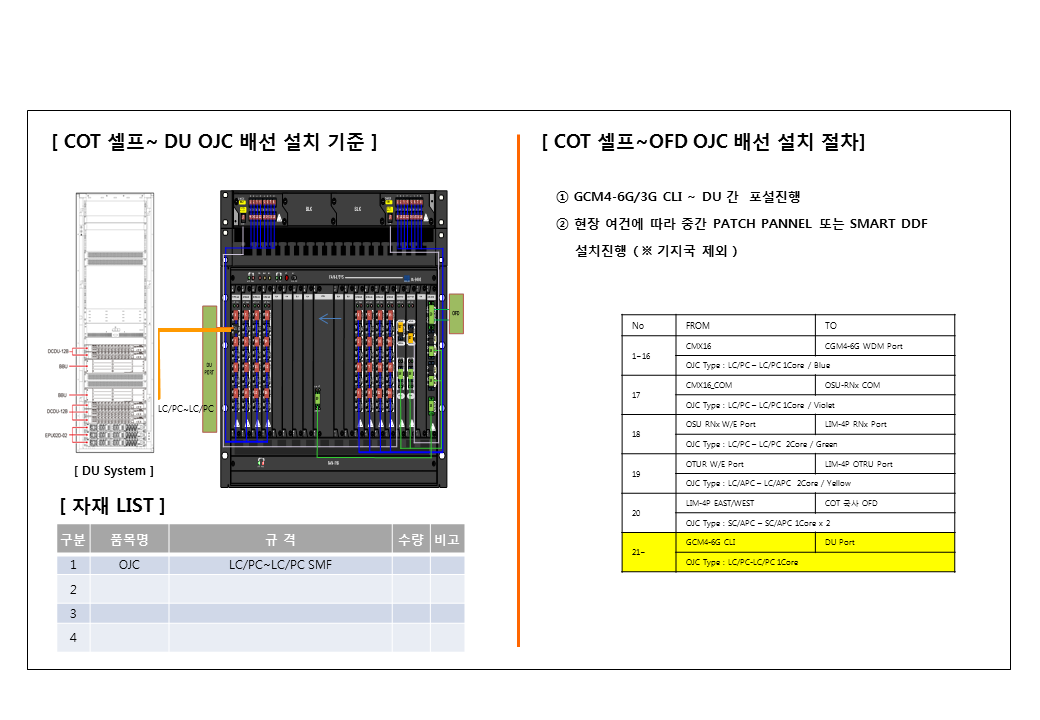 [ COT 셀프~ DU OJC 배선 설치 기준 ]
DCDU-12B
BBU
BBU
DCDU-12B
EPU02D-02
LC/PC~LC/PC
DU
PORT
BLK
BLK
OFD
[ DU System ]
[ 자재 LIST ]
구분 품목명 규 격 수량 비고
1 OJC LC/PC~LC/PC SMF
2
3
4
[ COT 셀프~OFD OJC 배선 설치 절차]
① GCM4-6G/3G CLI ~ DU 간 포설진행
② 현장 여건에 따라 중간 PATCH PANNEL 또는 SMART DDF
설치진행 ( ※ 기지국 제외 )
No FROM TO
1~16 CMX16 CGM4-6G WDM Port
OJC Type : LC/PC – LC/PC 1Core / Blue
17 CMX16_COM OSU-RNx COM
OJC Type : LC/PC – LC/PC 1Core / Violet
18 OSU RNx W/E Port LIM-4P RNx Port
OJC Type : LC/PC – LC/PC 2Core / Green
19 OTUR W/E Port LIM-4P OTRU Port
OJC Type : LC/APC – LC/APC 2Core / Yellow
20 LIM-4P EAST/WEST COT 국사 OFD
OJC Type : SC/APC – SC/APC 1Core x 2
21~ GCM4-6G CLI DU Port
OJC Type : LC/PC-LC/PC 1Core